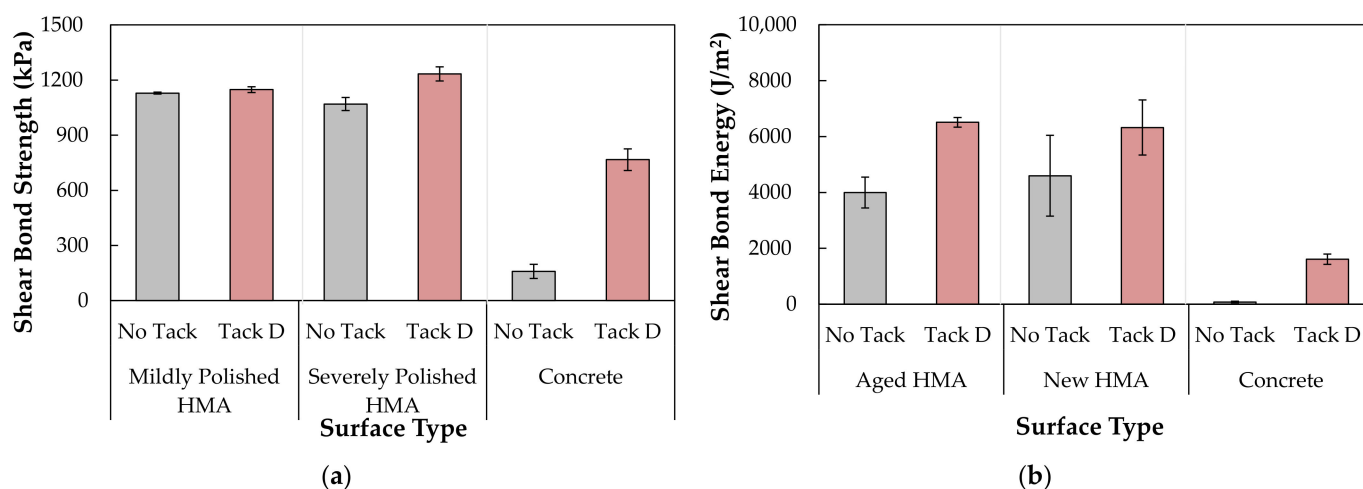 Shear Bond Strength (kPa)
1500
1200
900
600
300
0
No Tack Tack D No Tack Tack D No Tack Tack D
Mildly Polished HMA Severely Polished HMA Concrete
Surface Type
(a)
Shear Bond Energy (J/m²)
10,000
8000
6000
4000
2000
0
No Tack Tack D No Tack Tack D No Tack Tack D
Aged HMA New HMA Concrete
Surface Type
(b)